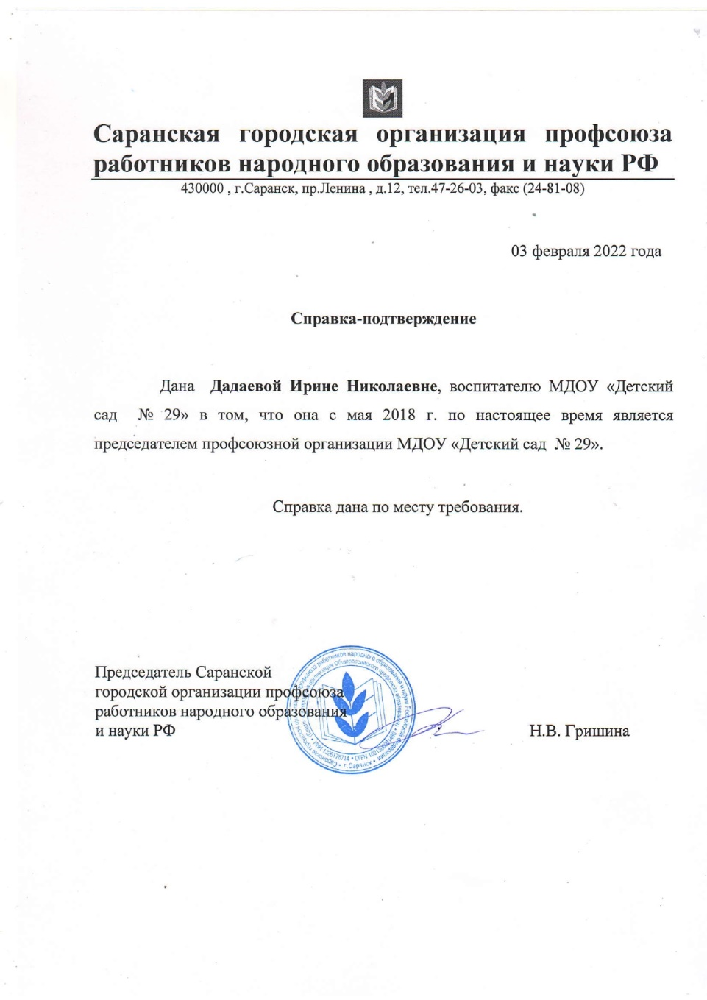 Саранская городская организация профсоюза
работников народного образования и науки РФ
430000 , г.Саранск, пр.Ленина , д.12, тел.47-26-03, факс (24-81-08)
03 февраля 2022 года
Справка-подтверждение
Дана Дадаевой Ирине Николаевне, воспитателю МДОУ «Детский
сад № 29» в том, что она с мая 2018 г. по настоящее время является
председателем профсоюзной организации МДОУ «Детский сад № 29».
Справка дана по месту требования.
Председатель Саранской
городской организации профсоюза
работников народного образования
и науки РФ
Н.В. Гришина
г.Саранск